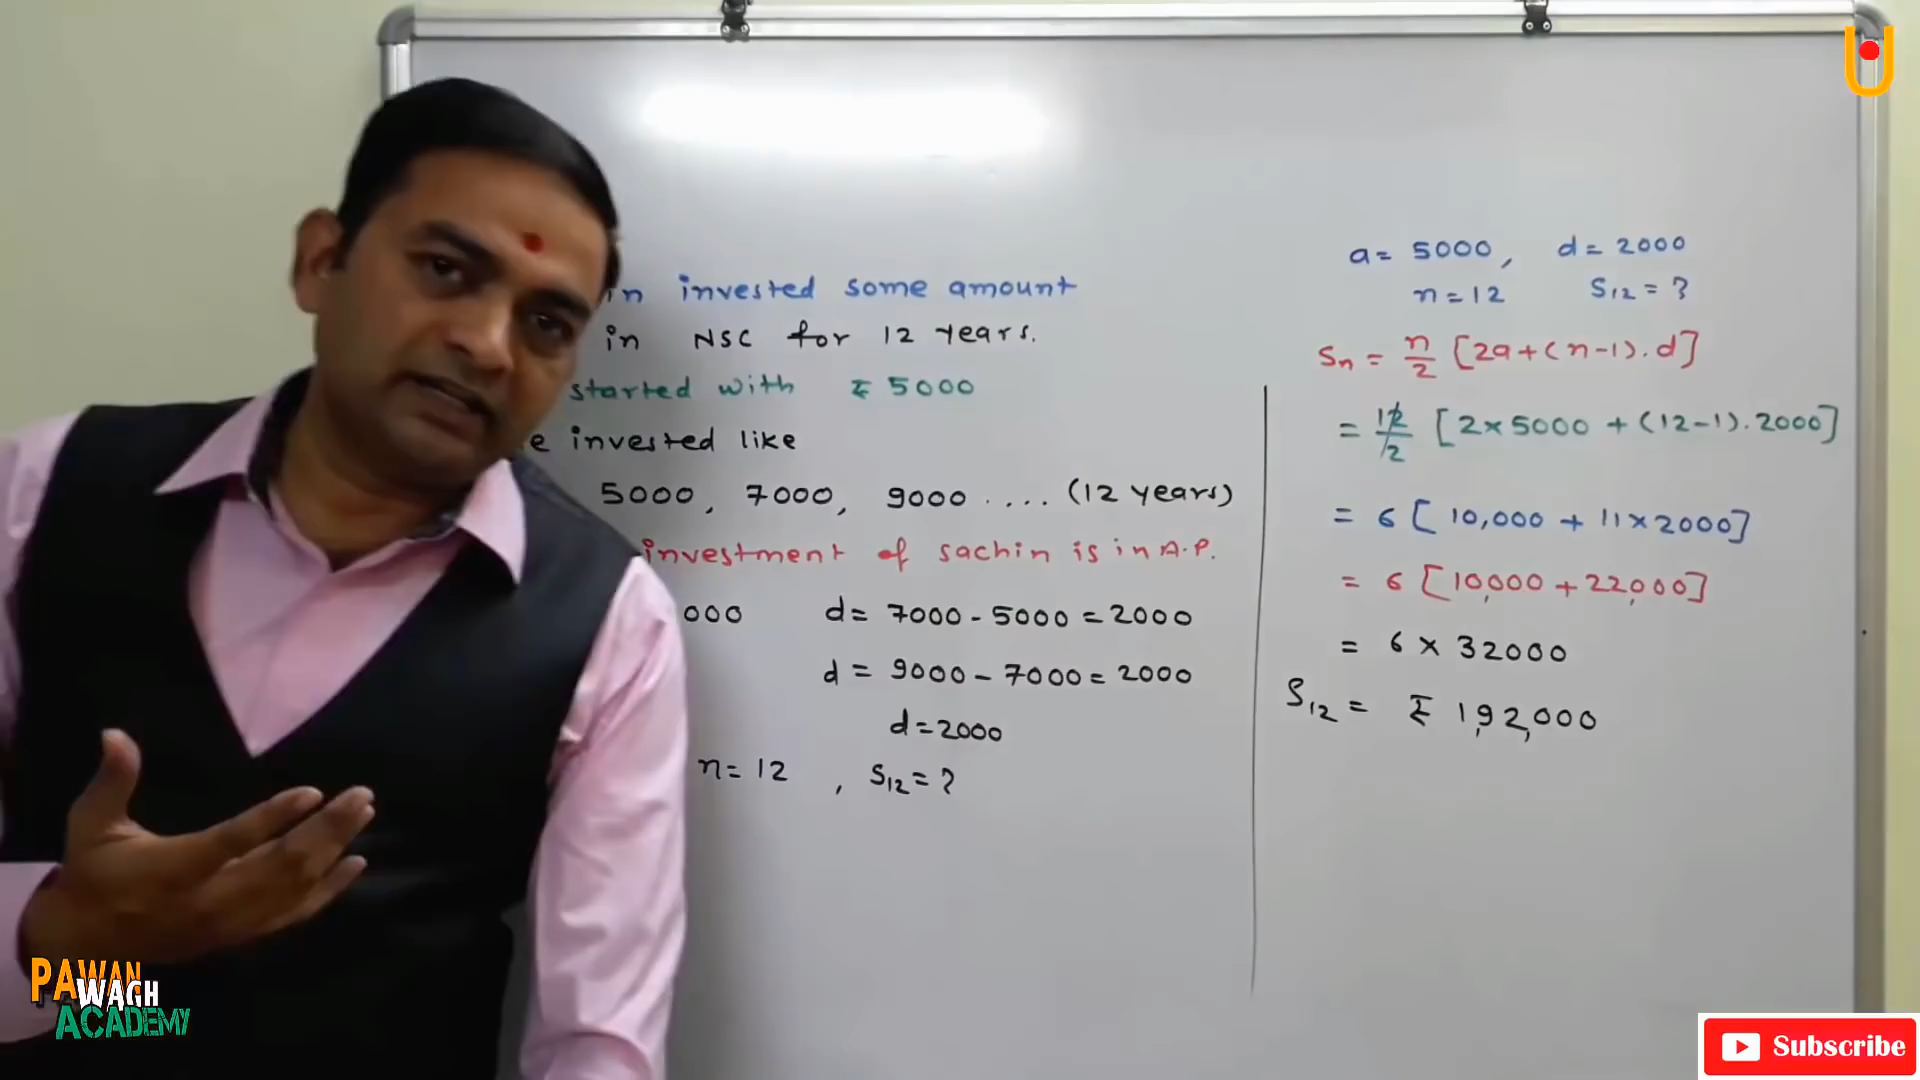 in invested some amount
in NSC for 12 years.
started with ₹ 5000
e invested like
5000, 7000, 9000 .... (12 years)
investment of sachin is in A.P.
000 d = 7000 - 5000 = 2000
d = 9000 - 7000 = 2000
d = 2000
n = 12 , S₁₂ = ?
a = 5000, d = 2000
n = 12 S₁₂ = ?
Sn = n/2 [2a + (n-1).d]
= 12/2 [2×5000 + (12-1).2000]
= 6 [10,000 + 11×2000]
= 6 [10,000 + 22,000]
= 6 × 32000
S₁₂ = ₹ 1,92,000
PAWAN
WAGH
ACADEMY
Subscribe